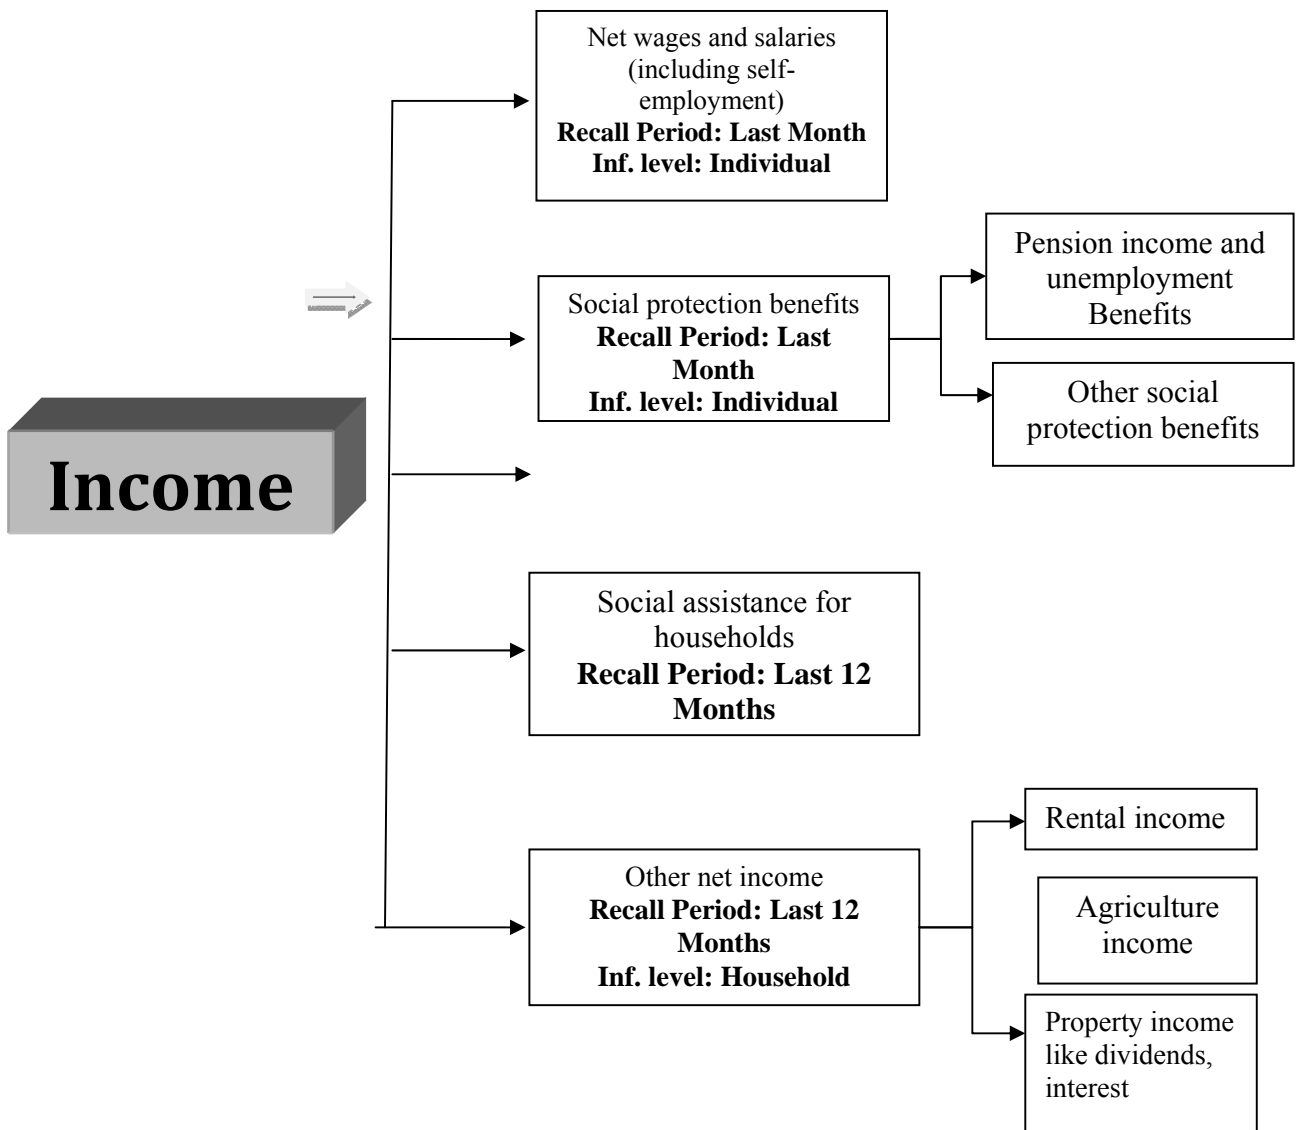 Net wages and salaries
(including self-
employment)
Recall Period: Last Month
Inf. level: Individual
Pension income and
unemployment
Benefits
Social protection benefits
Recall Period: Last
Month
Inf. level: Individual
Other social
protection benefits
Income
Social assistance for
households
Recall Period: Last 12
Months
Rental income
Other net income
Recall Period: Last 12
Months
Inf. level: Household
Agriculture
income
Property income
like dividends,
interest